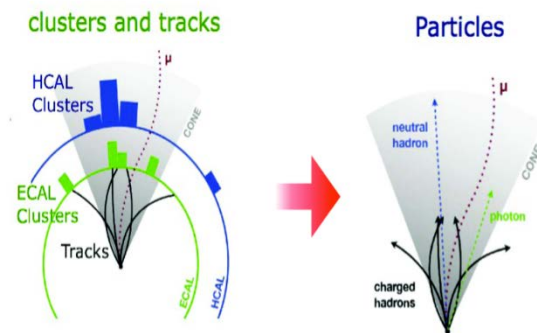 clusters and tracks
μ
HCAL
Clusters
CONE
ECAL
Clusters
Tracks
ECAL
HCAL
Particles
μ
neutral
hadron
CONE
photon
charged
hadrons